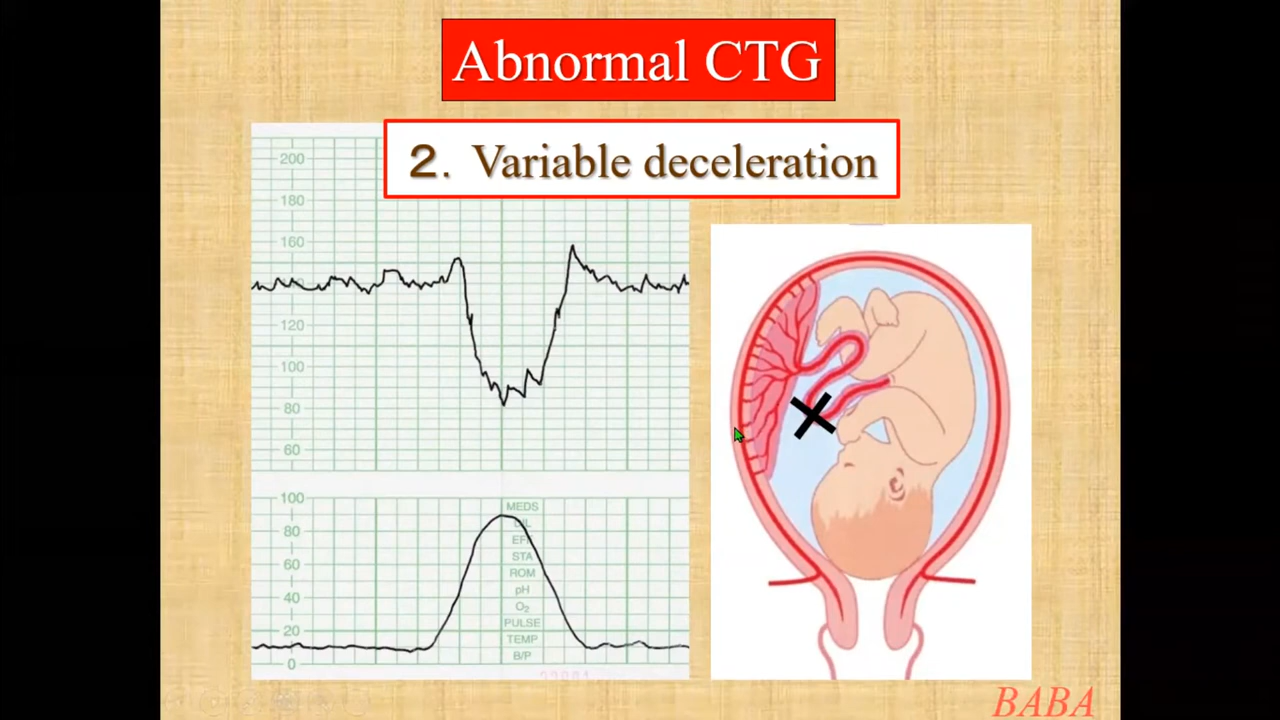 Abnormal CTG
2. Variable deceleration
200
180
160
120
100
80
60
100
80
60
40
20
0
MEDS
STA
ROM
pH
O₂
PULSE
TEMP
B/P
BABA